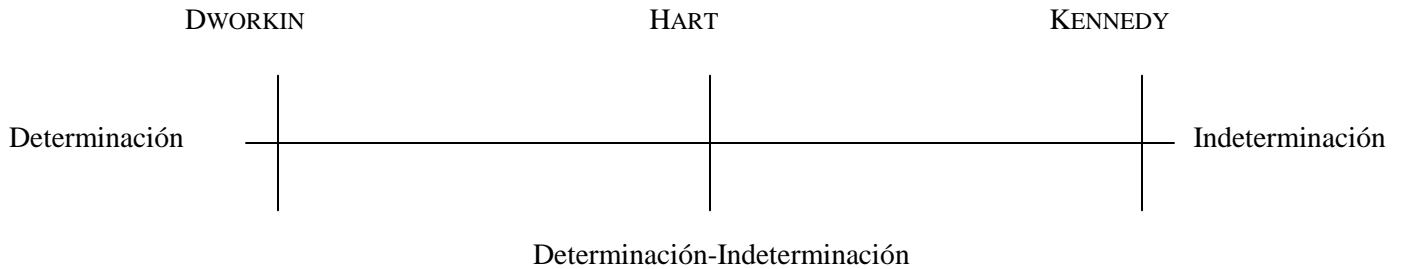 DWORKIN HART KENNEDY
Determinación Indeterminación
Determinación-Indeterminación